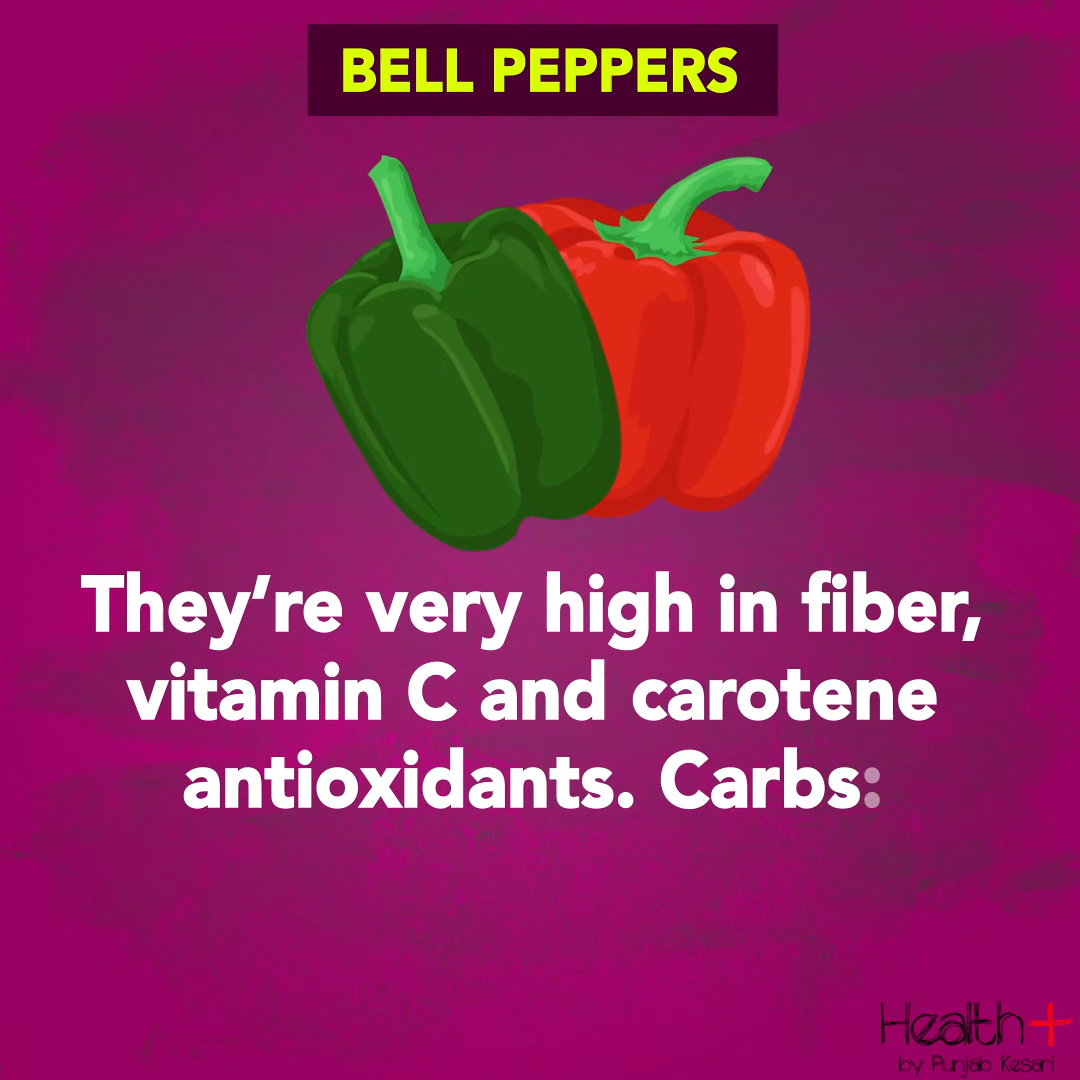 BELL PEPPERS
They’re very high in fiber,
vitamin C and carotene
antioxidants. Carbs:
Health+
by Punjab Kesari